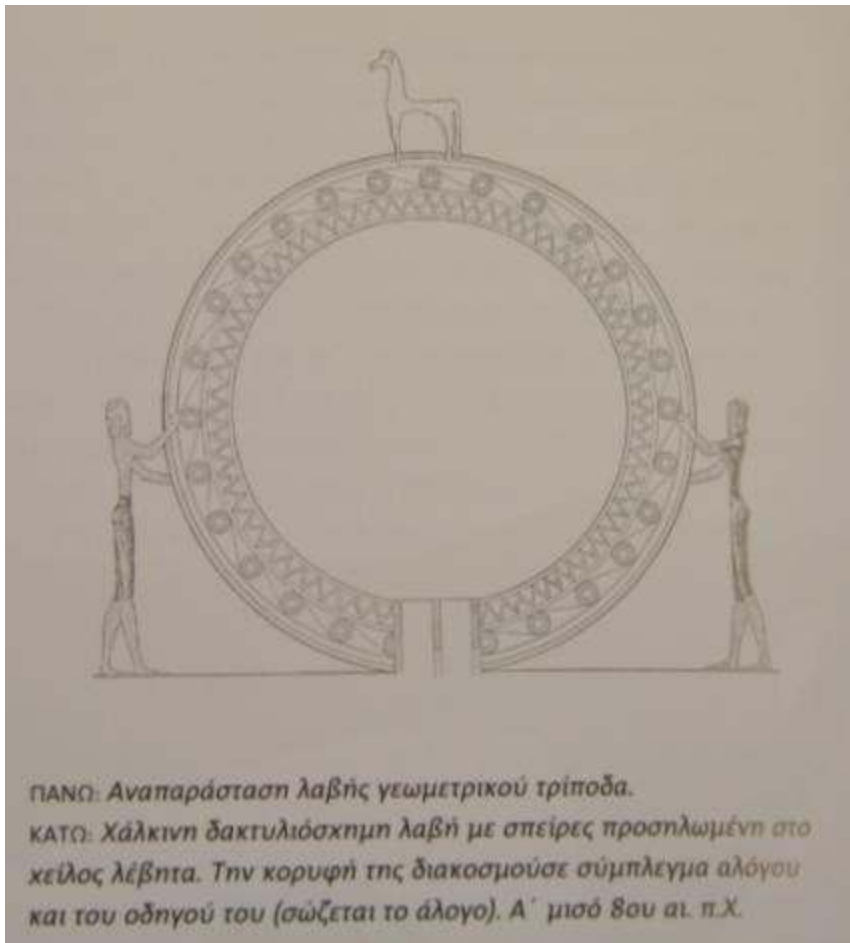 ΠΑΝΩ: Αναπαράσταση λαβής γεωμετρικού τρίποδα.
ΚΑΤΩ: Χάλκινη δακτυλιόσχημη λαβή με σπείρες προσηλωμένη στο
χείλος λέβητα. Την κορυφή της διακοσμούσε σύμπλεγμα αλόγου
και του οδηγού του (σώζεται το άλογο). Α΄ μισό 8ου αι. π.Χ.